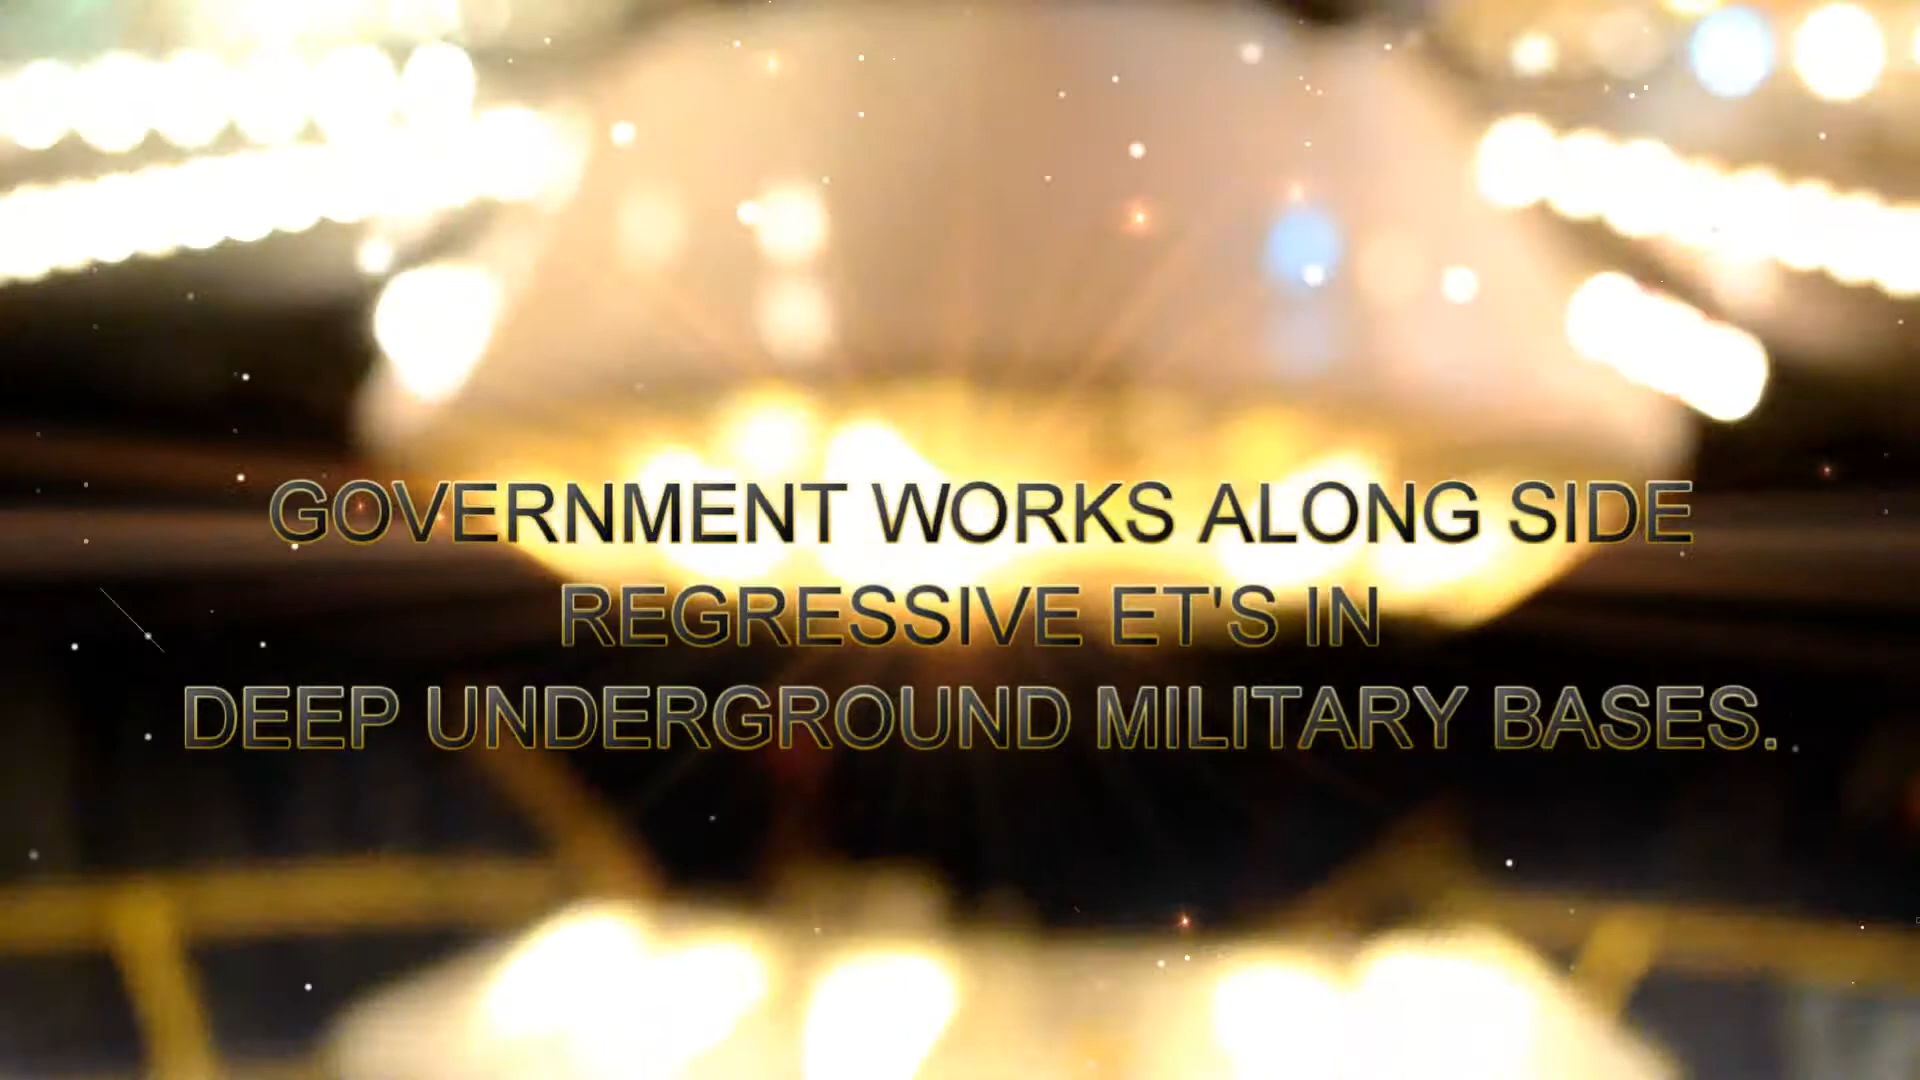 GOVERNMENT WORKS ALONG SIDE
REGRESSIVE ET'S IN
DEEP UNDERGROUND MILITARY BASES.